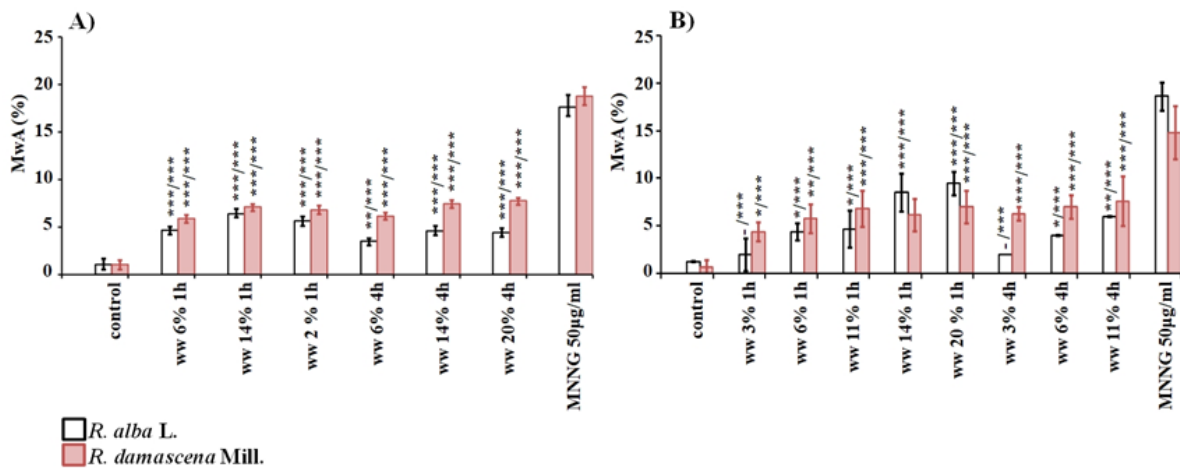 A)
MwA (%)
25
20
15
10
5
0
***/***
***/***
***/***
***/***
***/***
***/***
**/***
***/***
***/***
***/***
***/***
***/***
control
ww 6% 1h
ww 14% 1h
ww 2 % 1h
ww 6% 4h
ww 14% 4h
ww 20% 4h
MNNG 50µg/ml
B)
MwA (%)
25
20
15
10
5
0
–/***
*/***
*/***
**/***
*/***
***/***
***/***
–/***
***/***
*/***
***/***
**/***
***/***
control
ww 3% 1h
ww 6% 1h
ww 11% 1h
ww 14% 1h
ww 20 % 1h
ww 3% 4h
ww 6% 4h
ww 11% 4h
MNNG 50µg/ml
R. alba L.
R. damascena Mill.